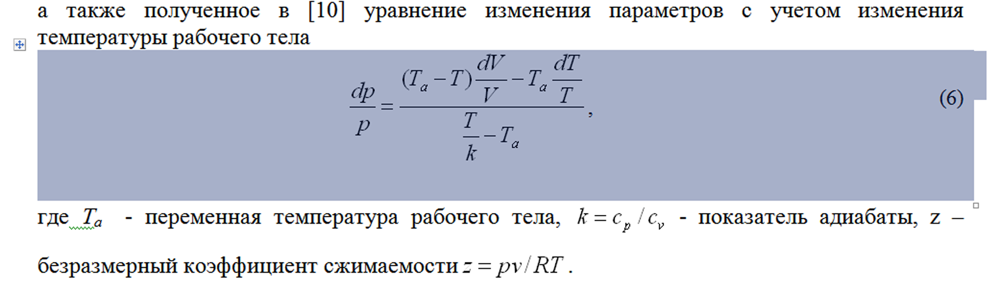 а также полученное в [10] уравнение изменения параметров с учетом изменения
температуры рабочего тела
\frac{dp}{p} = \frac{(T_a - T)\frac{dV}{V} - T_a\frac{dT}{T}}{\frac{T}{k} - T_a}, (6)
где T_a - переменная температура рабочего тела, k = c_p / c_v - показатель адиабаты, z –
безразмерный коэффициент сжимаемости z = pv/RT .